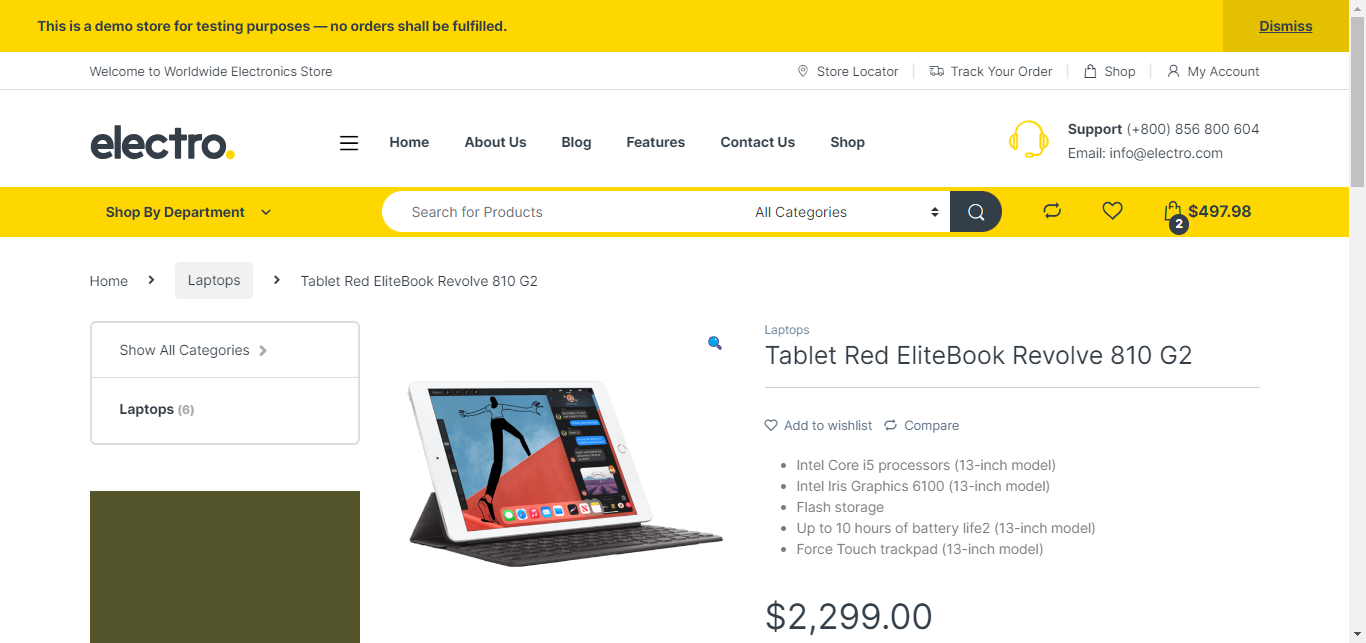 This is a demo store for testing purposes — no orders shall be fulfilled.
Dismiss
Welcome to Worldwide Electronics Store
Store Locator
Track Your Order
Shop
My Account
electro.
Home
About Us
Blog
Features
Contact Us
Shop
Support (+800) 856 800 604
Email: info@electro.com
Shop By Department
Search for Products
All Categories
2
$497.98
Home
Laptops
Tablet Red EliteBook Revolve 810 G2
Show All Categories
Laptops (6)
Laptops
Tablet Red EliteBook Revolve 810 G2
Add to wishlist
Compare
Intel Core i5 processors (13-inch model)
Intel Iris Graphics 6100 (13-inch model)
Flash storage
Up to 10 hours of battery life2 (13-inch model)
Force Touch trackpad (13-inch model)
$2,299.00